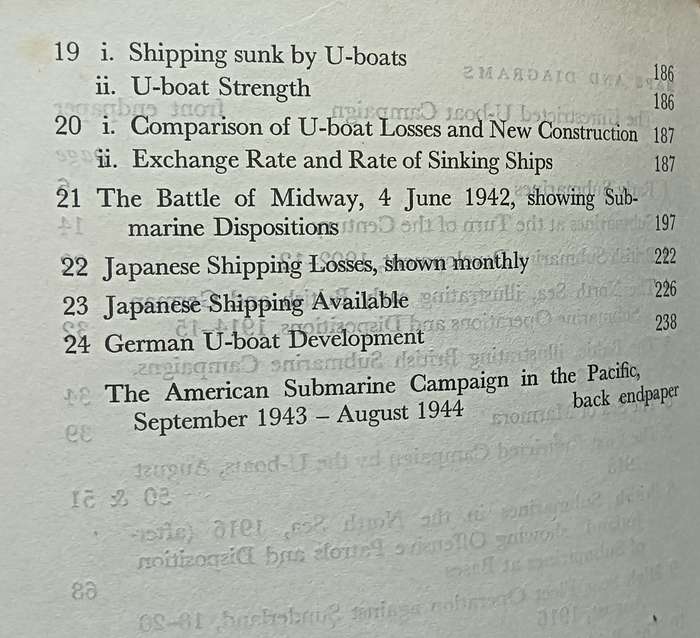 19 i. Shipping sunk by U-boats 186
ii. U-boat Strength 186
20 i. Comparison of U-boat Losses and New Construction 187
ii. Exchange Rate and Rate of Sinking Ships 187
21 The Battle of Midway, 4 June 1942, showing Sub-
marine Dispositions 197
22 Japanese Shipping Losses, shown monthly 222
23 Japanese Shipping Available 226
24 German U-boat Development 238
The American Submarine Campaign in the Pacific,
September 1943 – August 1944 back endpaper